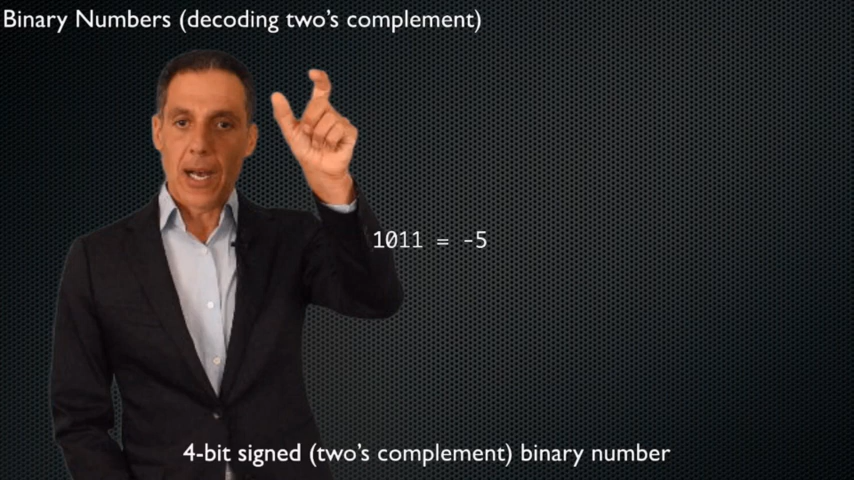 Binary Numbers (decoding two's complement)
1011 = -5
4-bit signed (two's complement) binary number